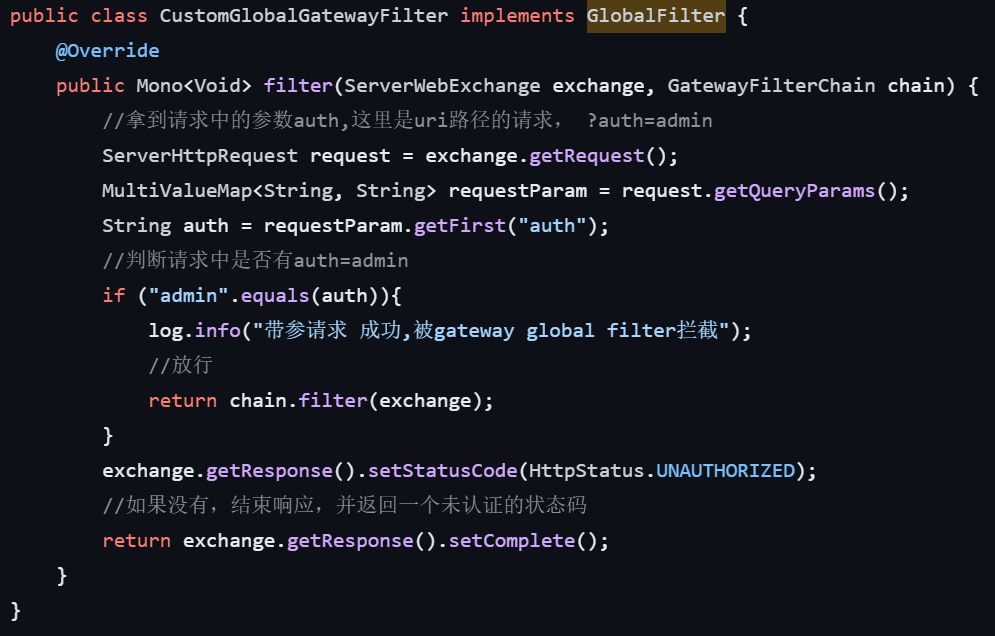 public class CustomGlobalGatewayFilter implements GlobalFilter {
@Override
public Mono<Void> filter(ServerWebExchange exchange, GatewayFilterChain chain) {
//拿到请求中的参数auth,这里是uri路径的请求， ?auth=admin
ServerHttpRequest request = exchange.getRequest();
MultiValueMap<String, String> requestParam = request.getQueryParams();
String auth = requestParam.getFirst("auth");
//判断请求中是否有auth=admin
if ("admin".equals(auth)){
log.info("带参请求 成功,被gateway global filter拦截");
//放行
return chain.filter(exchange);
}
exchange.getResponse().setStatusCode(HttpStatus.UNAUTHORIZED);
//如果没有，结束响应，并返回一个未认证的状态码
return exchange.getResponse().setComplete();
}
}